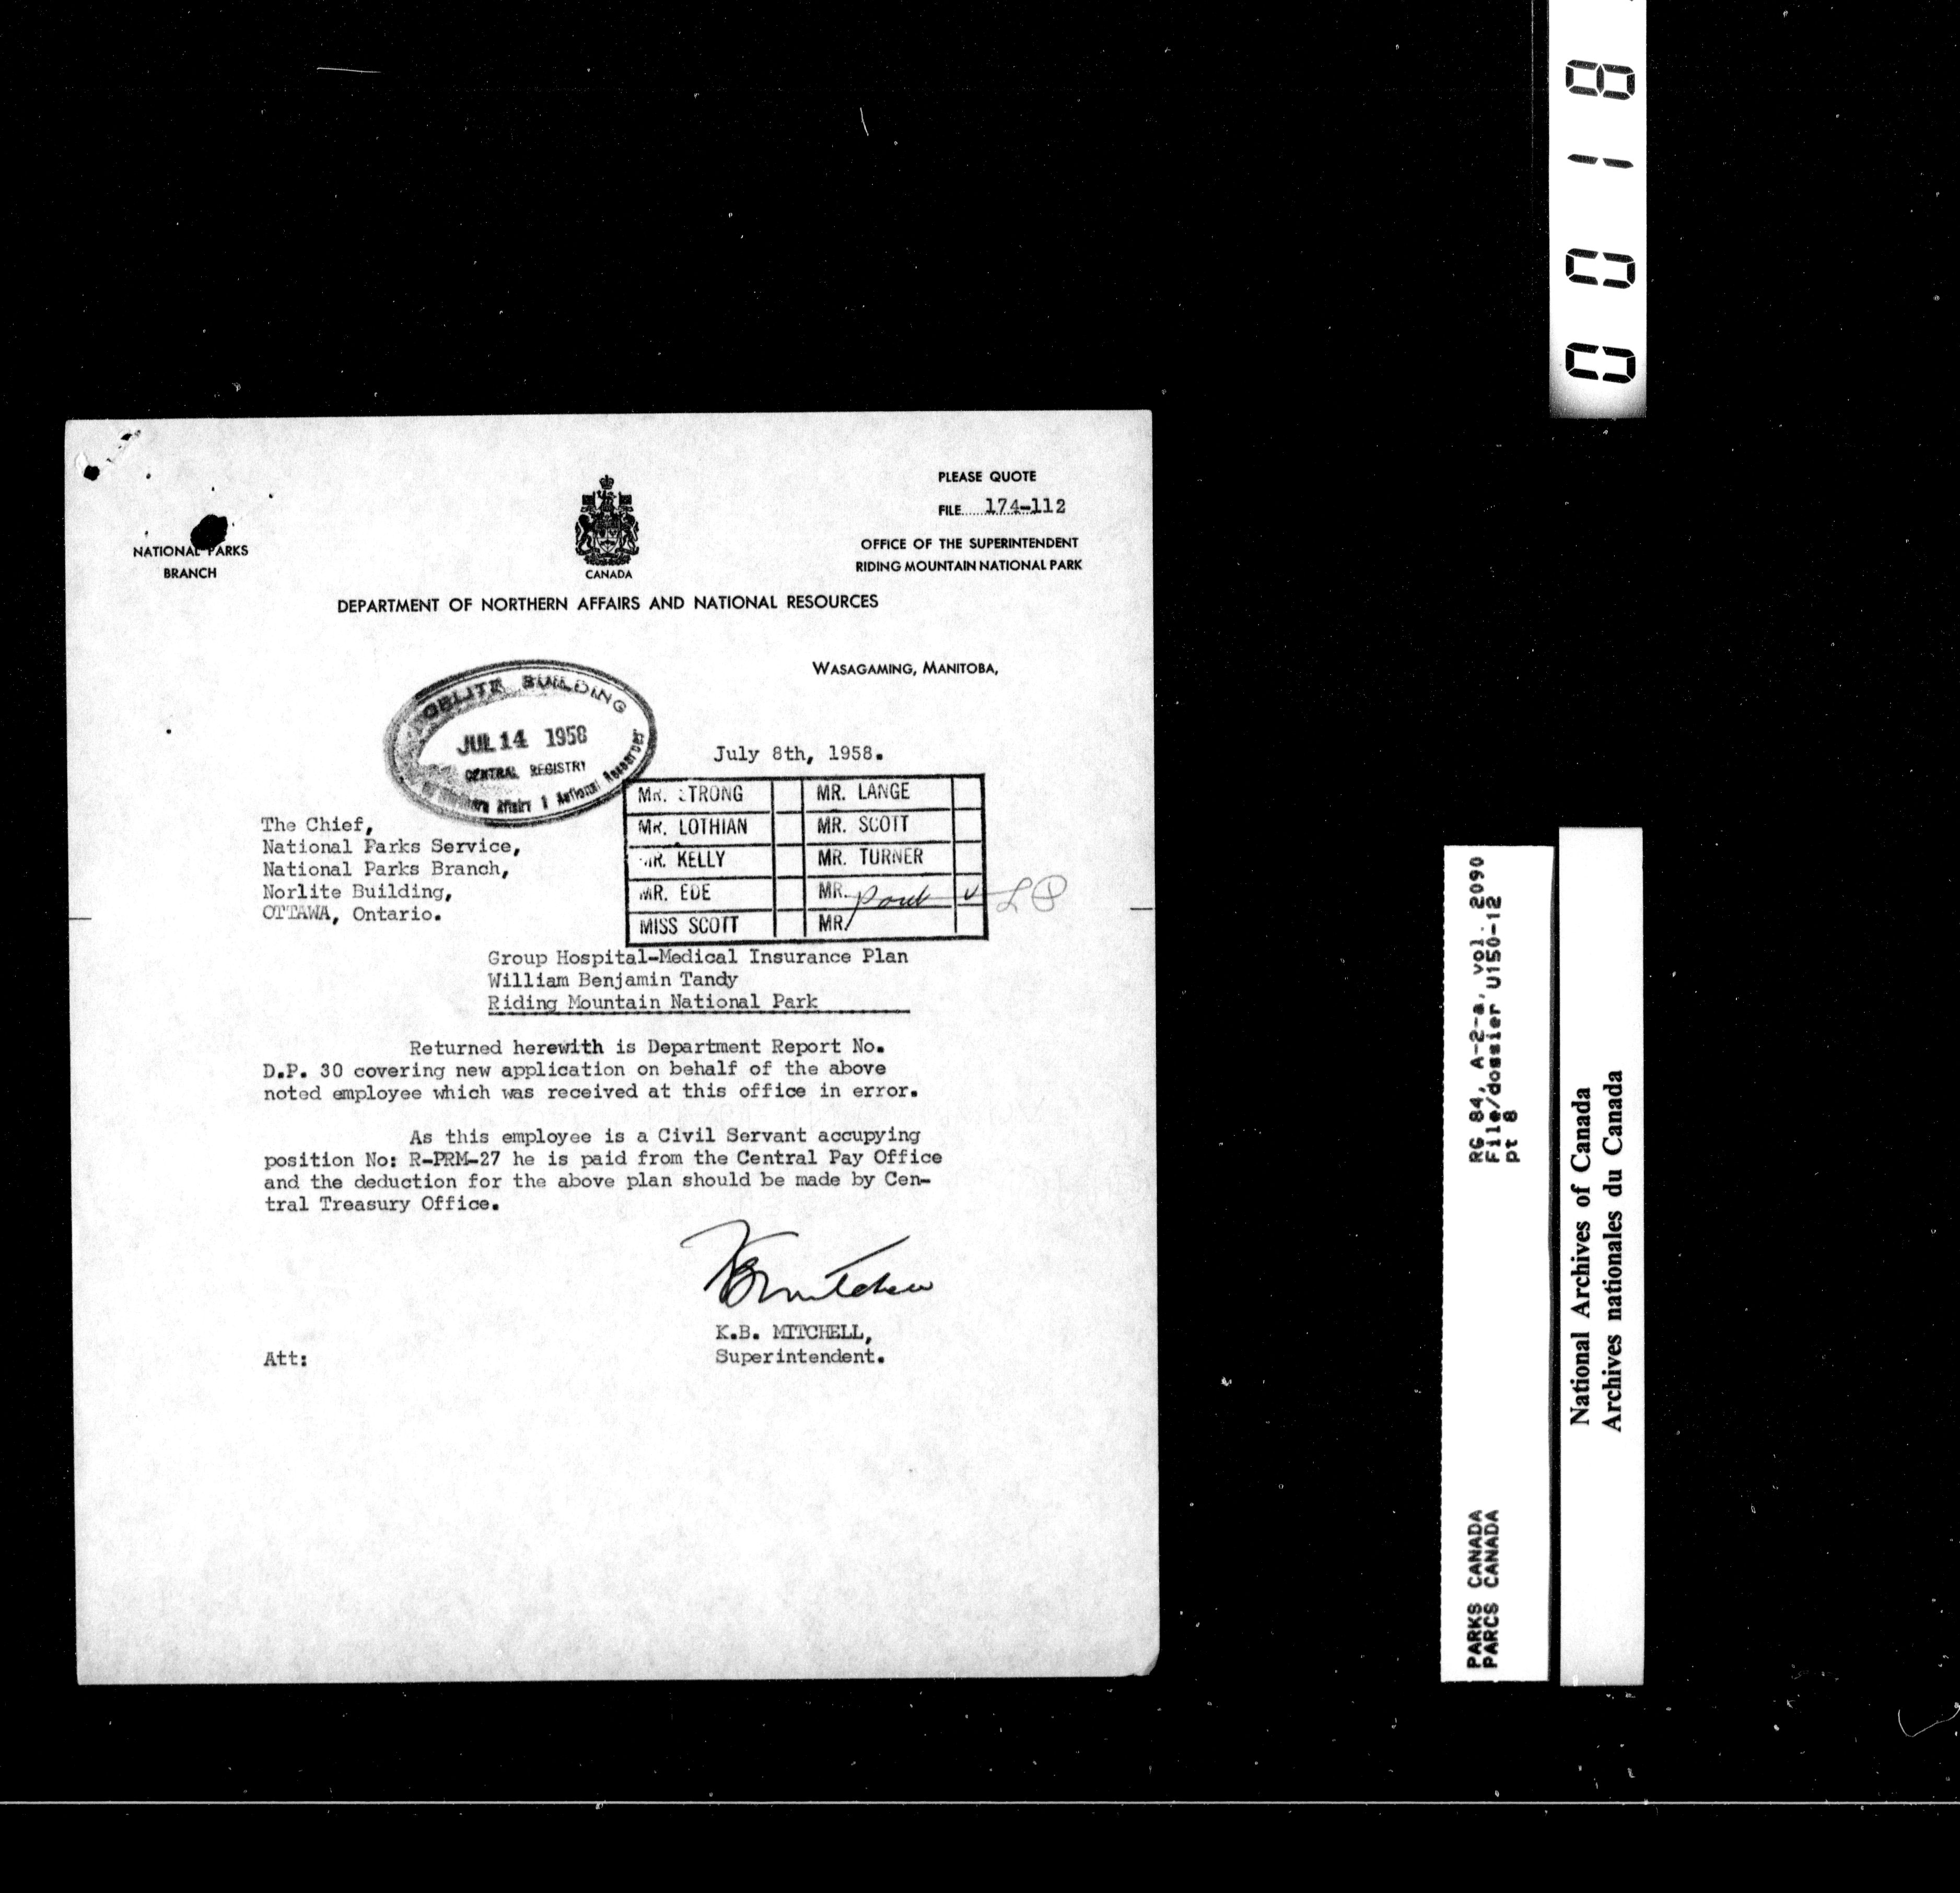 00118
PLEASE QUOTE
FILE 174-112
NATIONAL PARKS
BRANCH
CANADA
OFFICE OF THE SUPERINTENDENT
RIDING MOUNTAIN NATIONAL PARK
DEPARTMENT OF NORTHERN AFFAIRS AND NATIONAL RESOURCES
WASAGAMING, MANITOBA,
BUILDING
JUL 14 1958
CENTRAL REGISTRY
July 8th, 1958.
MR. STRONG MR. LANGE
MR. LOTHIAN MR. SCOTT
MR. KELLY MR. TURNER
MR. EDE MR.
MISS SCOTT MR.
The Chief,
National Parks Service,
National Parks Branch,
Norlite Building,
OTTAWA, Ontario.
Group Hospital-Medical Insurance Plan
William Benjamin Tandy
Riding Mountain National Park
Returned herewith is Department Report No.
D.P. 30 covering new application on behalf of the above
noted employee which was received at this office in error.
As this employee is a Civil Servant accupying
position No: R-PRM-27 he is paid from the Central Pay Office
and the deduction for the above plan should be made by Cen-
tral Treasury Office.
K.B. MITCHELL,
Superintendent.
Att:
PARKS CANADA RG 84, A-2-a, vol. 2090
PARCS CANADA File/dossier U150-12
pt 8
National Archives of Canada
Archives nationales du Canada